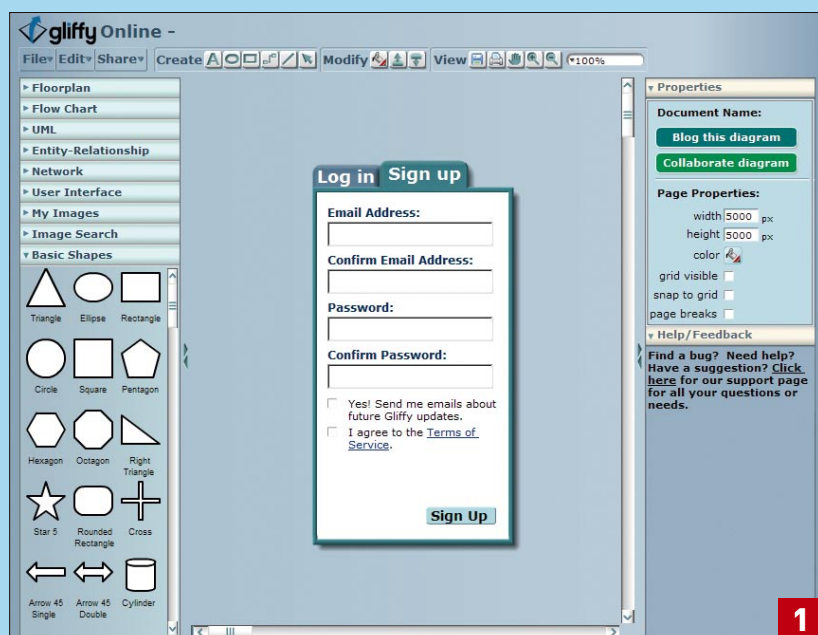 gliffy Online -
File Edit Share Create A Modify View 100%
Floorplan
Flow Chart
UML
Entity-Relationship
Network
User Interface
My Images
Image Search
Basic Shapes
Triangle Ellipse Rectangle
Circle Square Pentagon
Hexagon Octagon Right
Triangle
Star 5 Rounded Cross
Rectangle
Arrow 45 Arrow 45 Cylinder
Single Double
Log in Sign up
Email Address:
Confirm Email Address:
Password:
Confirm Password:
Yes! Send me emails about
future Gliffy updates.
I agree to the Terms of
Service.
Sign Up
Properties
Document Name:
Blog this diagram
Collaborate diagram
Page Properties:
width 5000 px
height 5000 px
color
grid visible
snap to grid
page breaks
Help/Feedback
Find a bug? Need help?
Have a suggestion? Click
here for our support page
for all your questions or
needs.
1